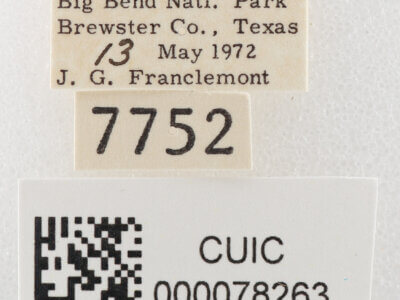 Big Bend Natl. Park
Brewster Co., Texas
13 May 1972
J. G. Franclemont
7752
CUIC
000078263